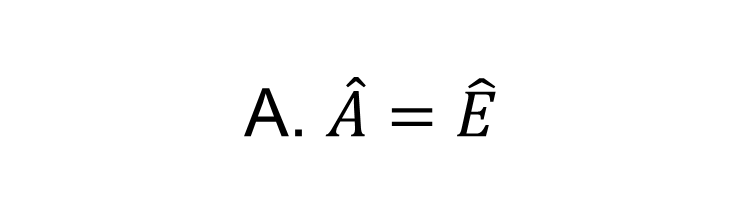 A. Â = Ê